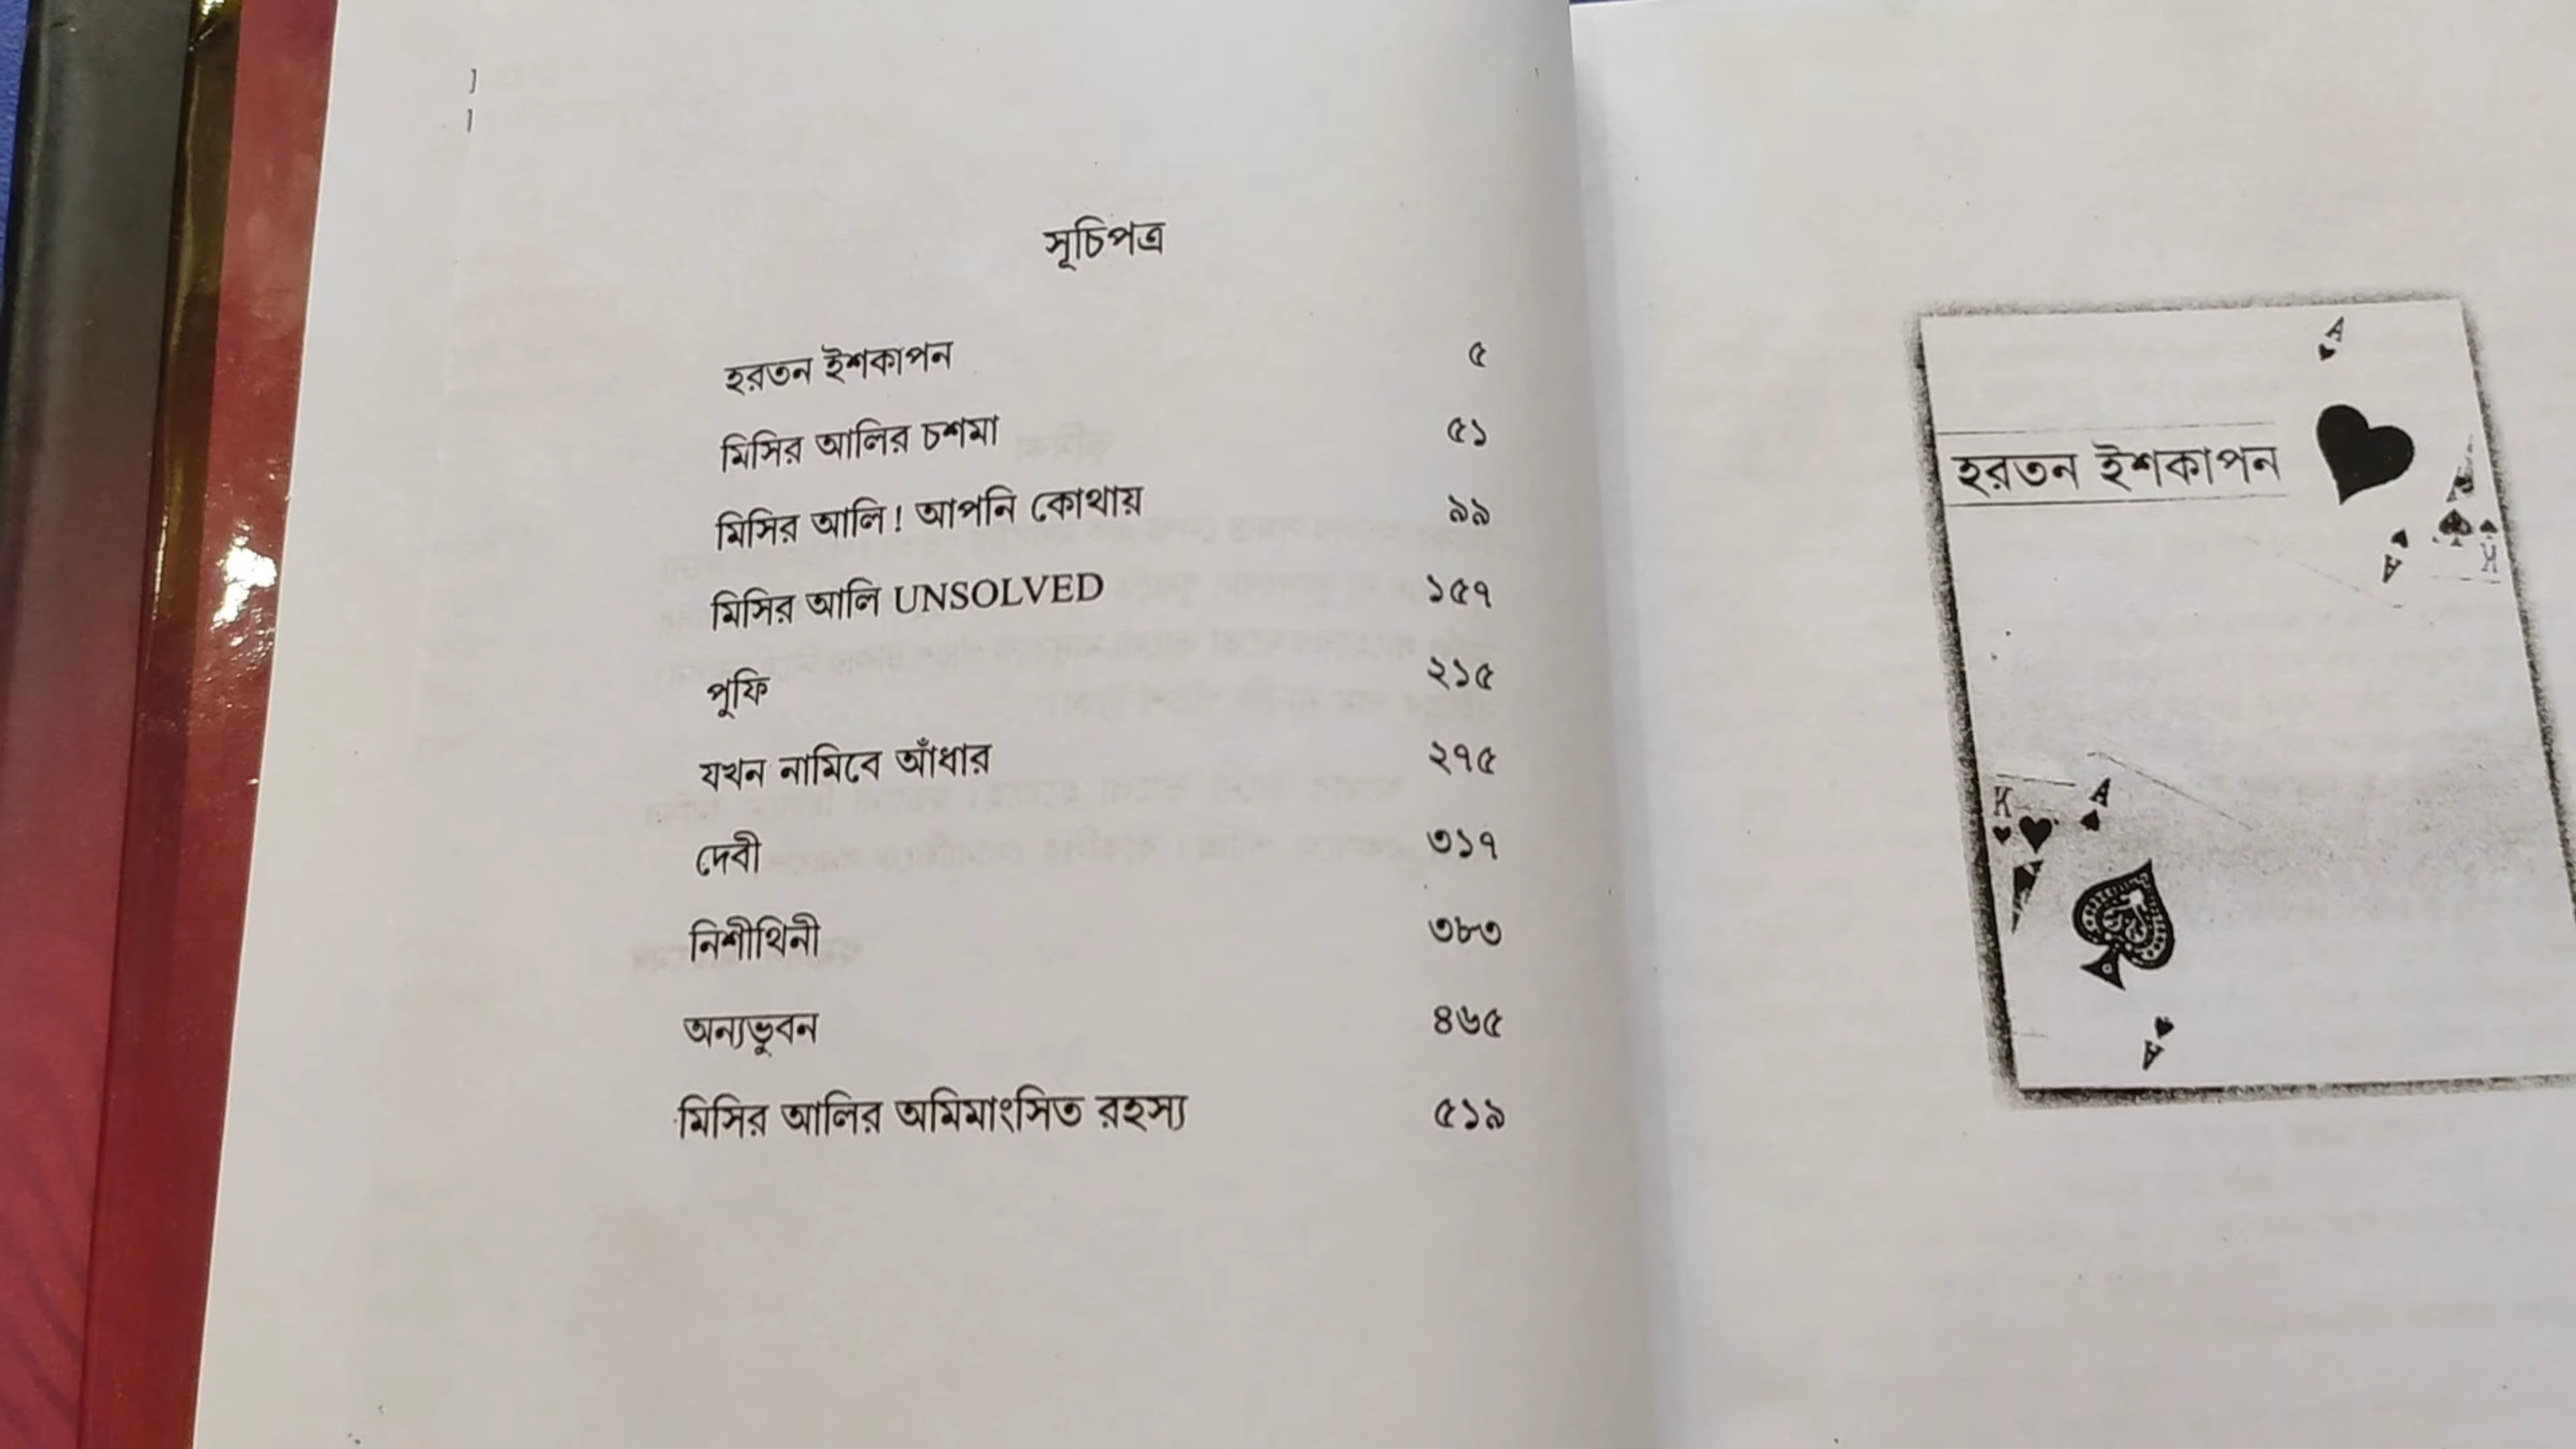 সূচিপত্র
হরতন ইশকাপন ৫
মিসির আলির চশমা ৫১
মিসির আলি! আপনি কোথায় ৯৯
মিসির আলি UNSOLVED ১৫৭
পুফি ২১৫
যখন নামিবে আঁধার ২৭৫
দেবী ৩১৭
নিশীথিনী ৩৮৩
অন্যভুবন ৪৬৫
মিসির আলির অমিমাংসিত রহস্য ৫১৯
A
হরতন ইশকাপন
A
K
K
A
A